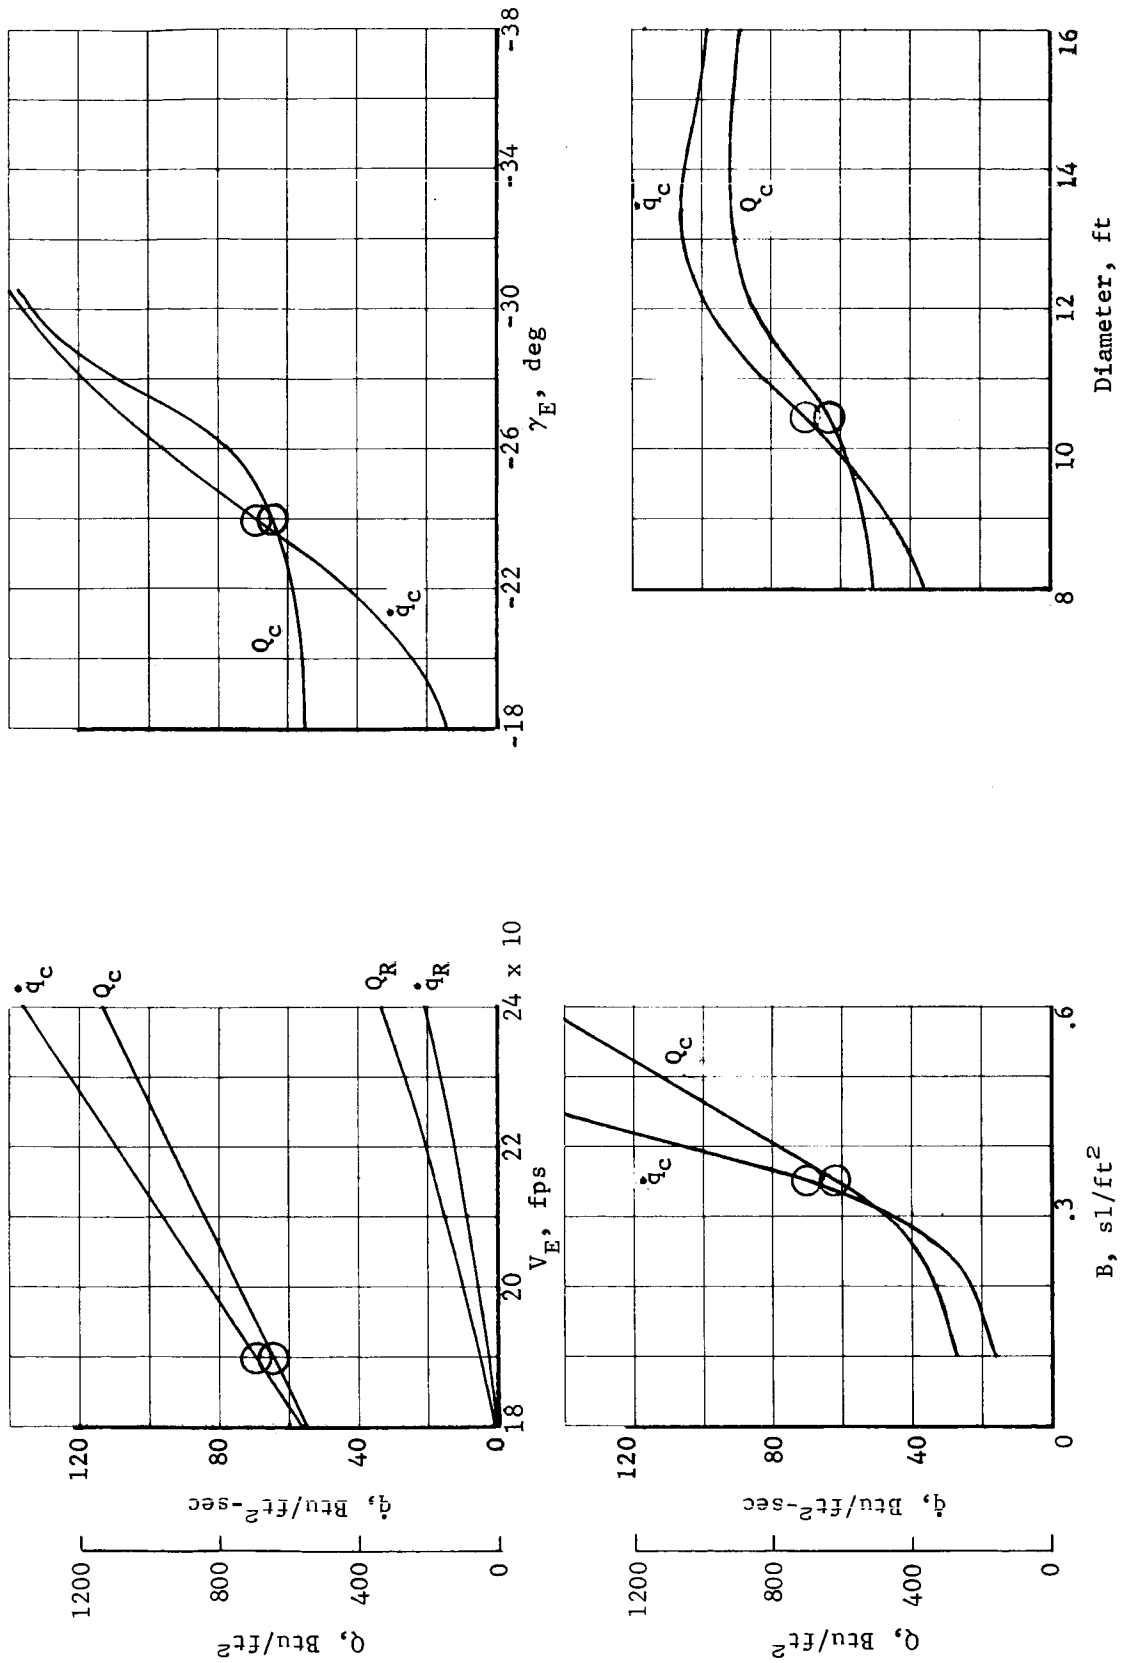 Q, Btu/ft²
1200
800
400
0
q̇, Btu/ft²-sec
120
80
40
0
q̇c
Qc
QR
q̇R
18
20
22
24 x 10
VE, fps
Qc
q̇c
-18
-22
-26
-30
-34
-38
γE, deg
Q, Btu/ft²
1200
800
400
0
q̇, Btu/ft²-sec
120
80
40
0
q̇c
Qc
.3
.6
B, sl/ft²
q̇c
Qc
8
10
12
14
16
Diameter, ft